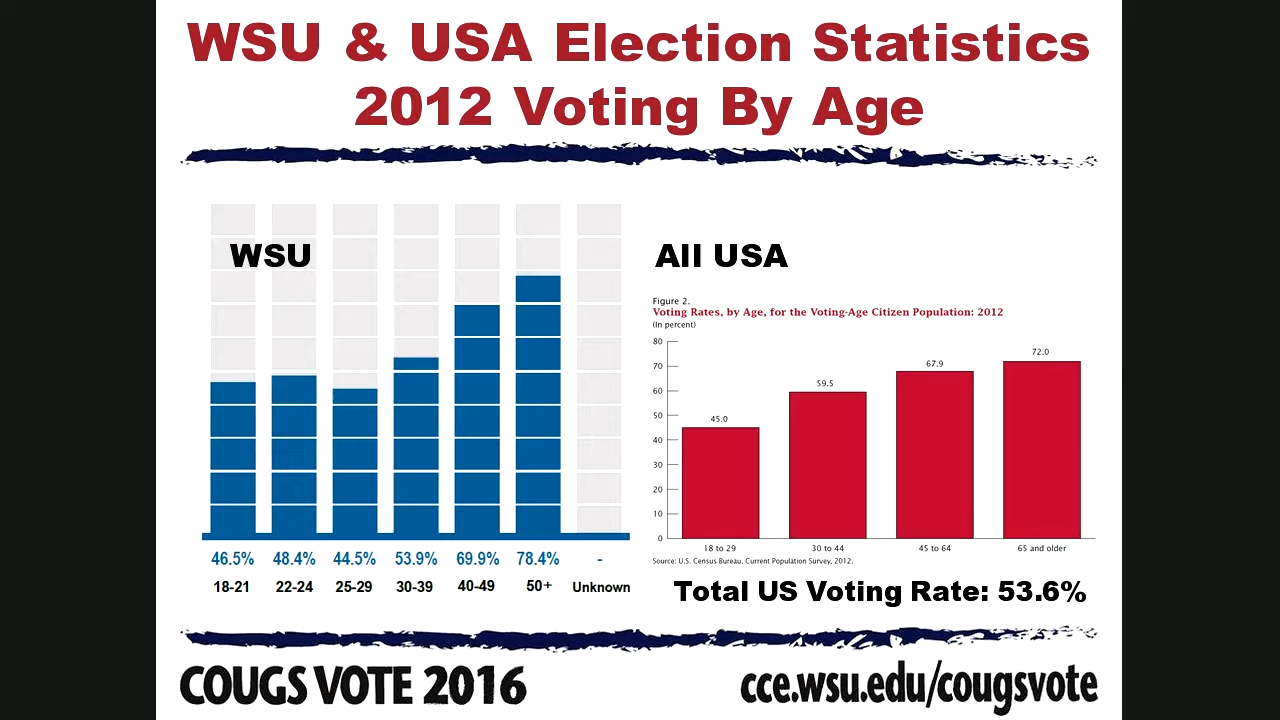 WSU & USA Election Statistics
2012 Voting By Age
WSU
46.5% 48.4% 44.5% 53.9% 69.9% 78.4% -
18-21 22-24 25-29 30-39 40-49 50+ Unknown
All USA
Figure 2.
Voting Rates, by Age, for the Voting-Age Citizen Population: 2012
(In percent)
80
70
60
50
40
30
20
10
0
45.0
59.5
67.9
72.0
18 to 29 30 to 44 45 to 64 65 and older
Source: U.S. Census Bureau, Current Population Survey, 2012.
Total US Voting Rate: 53.6%
COUGS VOTE 2016
cce.wsu.edu/cougsvote